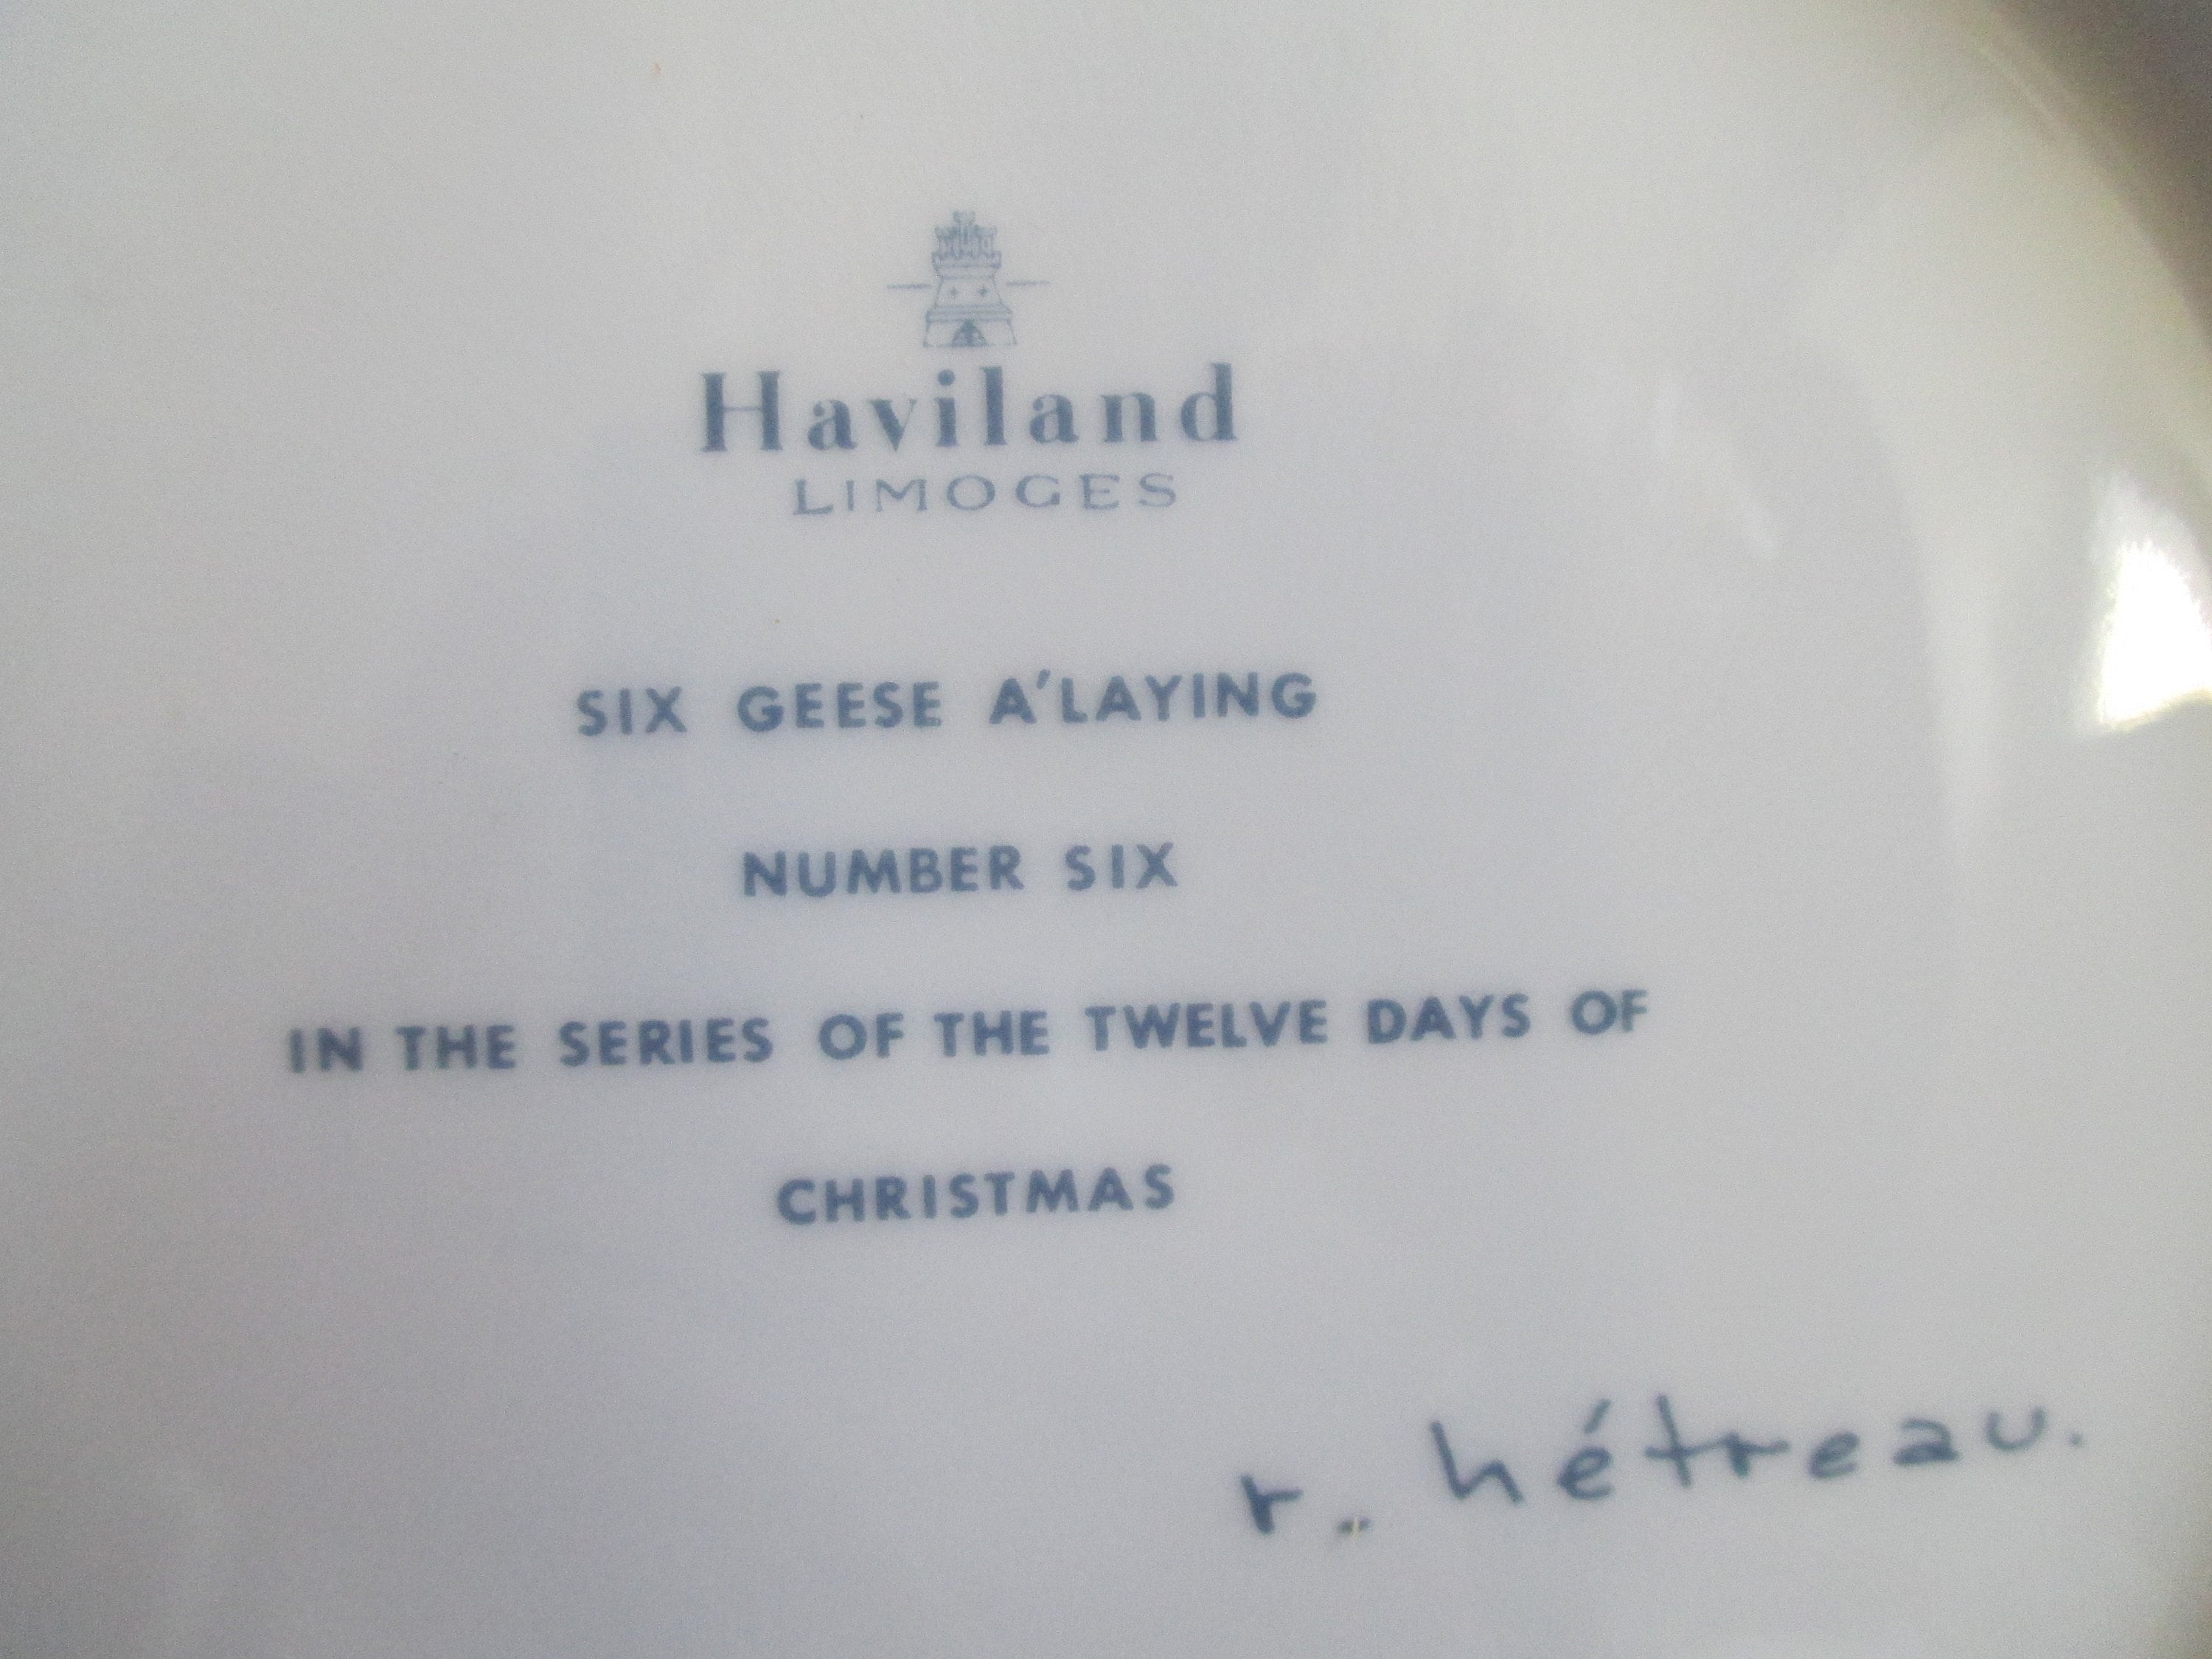 Haviland
LIMOGES
SIX GEESE A'LAYING
NUMBER SIX
IN THE SERIES OF THE TWELVE DAYS OF
CHRISTMAS
r. hétreau.